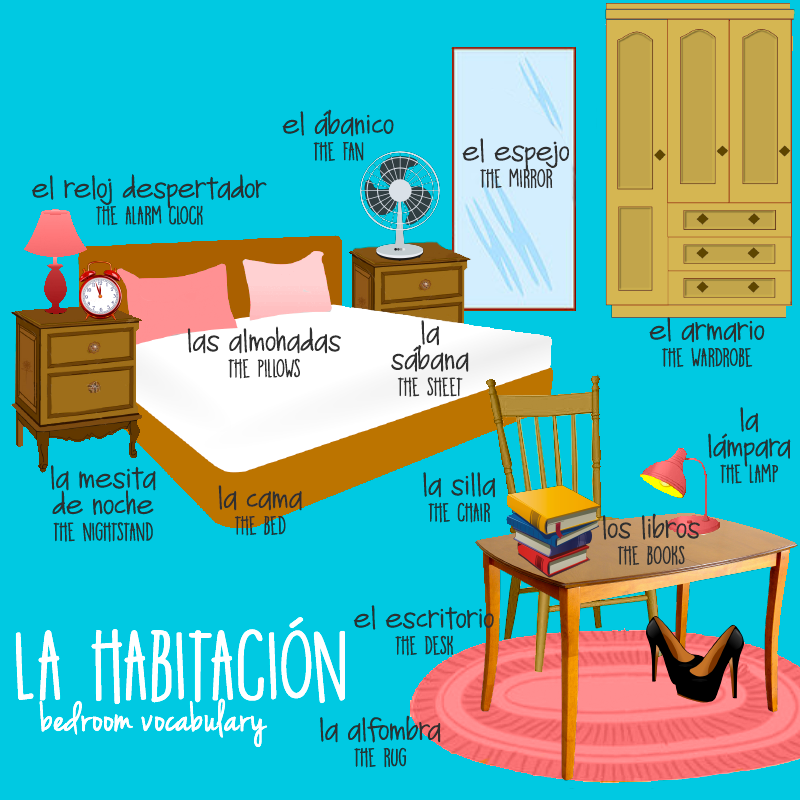 el ábanico
THE FAN
el espejo
THE MIRROR
el reloj despertador
THE ALARM CLOCK
las almohadas
THE PILLOWS
la
sábana
THE SHEET
el armario
THE WARDROBE
la
lámpara
THE LAMP
la mesita
de noche
THE NIGHTSTAND
la cama
THE BED
la silla
THE CHAIR
los libros
THE BOOKS
el escritorio
THE DESK
LA HABITACIÓN
bedroom vocabulary
la alfombra
THE RUG